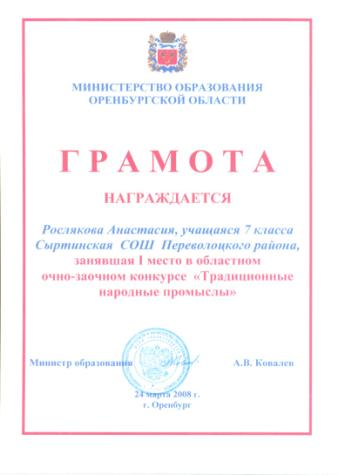 МИНИСТЕРСТВО ОБРАЗОВАНИЯ
ОРЕНБУРГСКОЙ ОБЛАСТИ
ГРАМОТА
НАГРАЖДАЕТСЯ
Рослякова Анастасия, учащаяся 7 класса
Сыртинская СОШ Переволоцкого района,
занявшая I место в областном
очно-заочном конкурсе «Традиционные
народные промыслы»
Министр образования А.В. Ковалев
24 марта 2008 г.
г. Оренбург